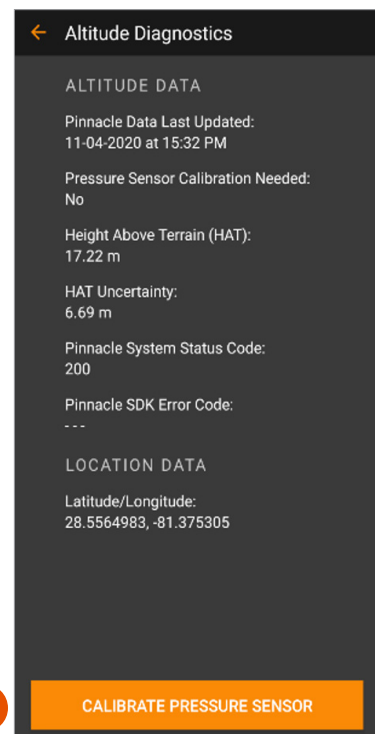 Altitude Diagnostics
ALTITUDE DATA
Pinnacle Data Last Updated:
11-04-2020 at 15:32 PM
Pressure Sensor Calibration Needed:
No
Height Above Terrain (HAT):
17.22 m
HAT Uncertainty:
6.69 m
Pinnacle System Status Code:
200
Pinnacle SDK Error Code:
---
LOCATION DATA
Latitude/Longitude:
28.5564983, -81.375305
CALIBRATE PRESSURE SENSOR